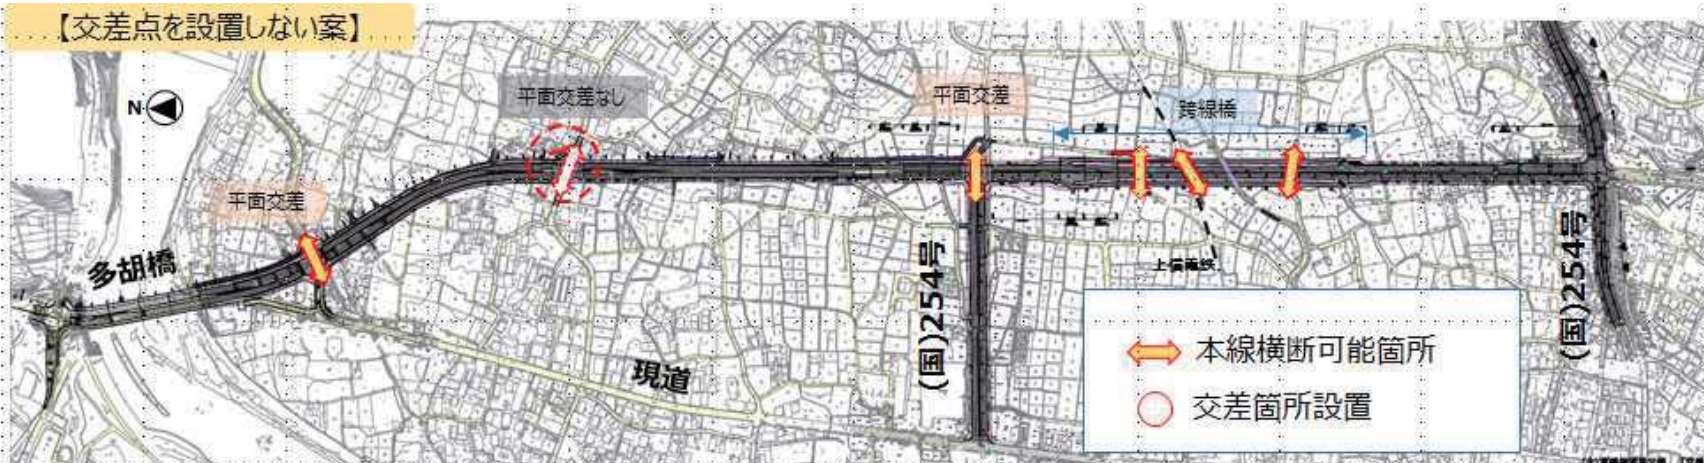 【交差点を設置しない案】
N
平面交差なし
平面交差
跨線橋
平面交差
多胡橋
(国)254号
上信電鉄
(国)254号
現道
本線横断可能箇所
交差箇所設置